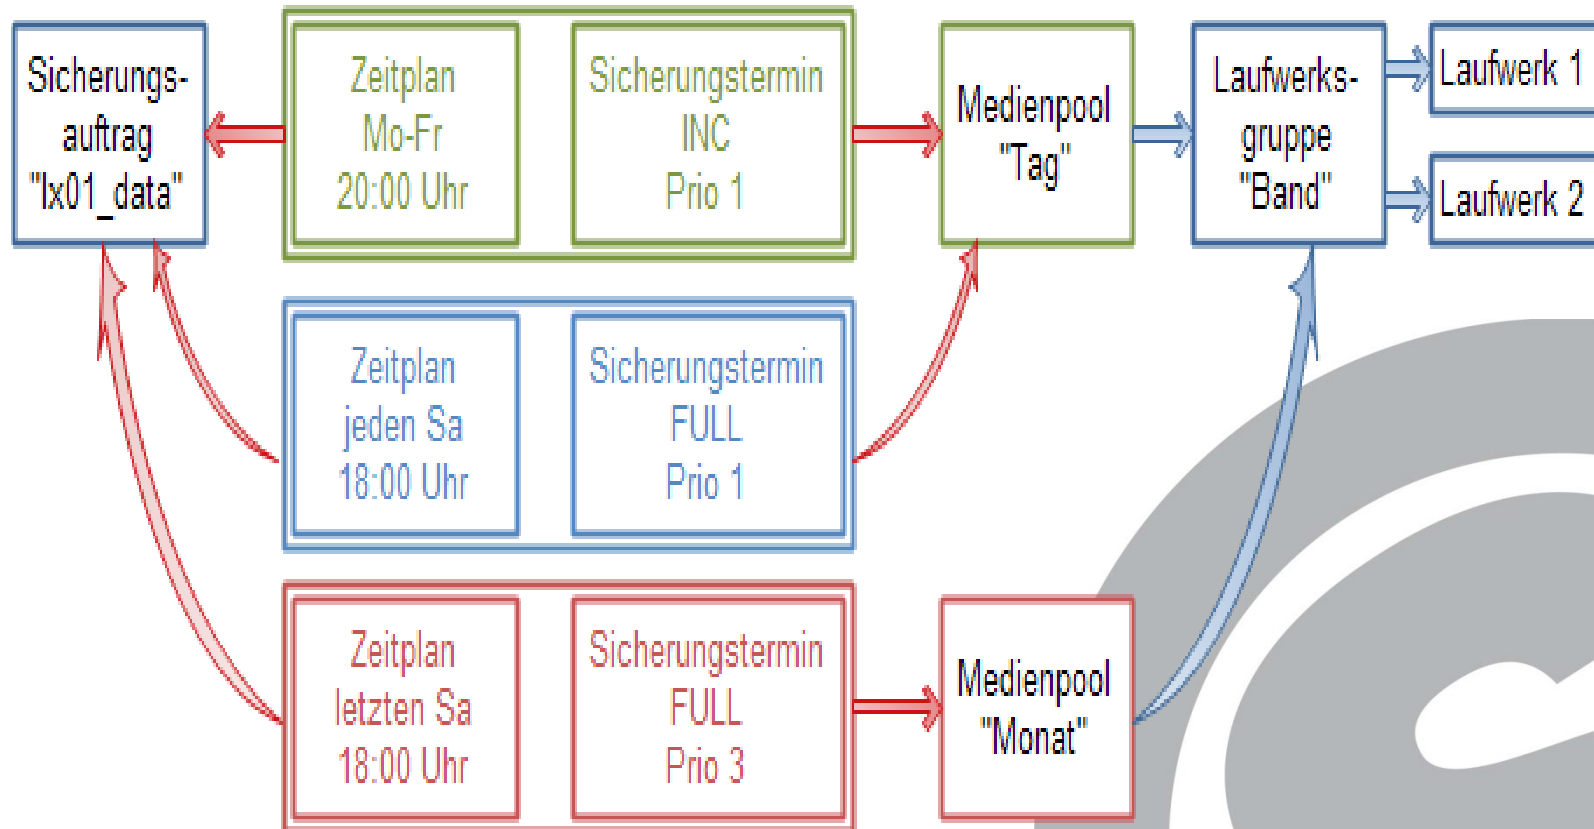 Sicherungs-
auftrag
"lx01_data"
Zeitplan
Mo-Fr
20:00 Uhr
Sicherungstermin
INC
Prio 1
Medienpool
"Tag"
Laufwerks-
gruppe
"Band"
Laufwerk 1
Laufwerk 2
Zeitplan
jeden Sa
18:00 Uhr
Sicherungstermin
FULL
Prio 1
Zeitplan
letzten Sa
18:00 Uhr
Sicherungstermin
FULL
Prio 3
Medienpool
"Monat"